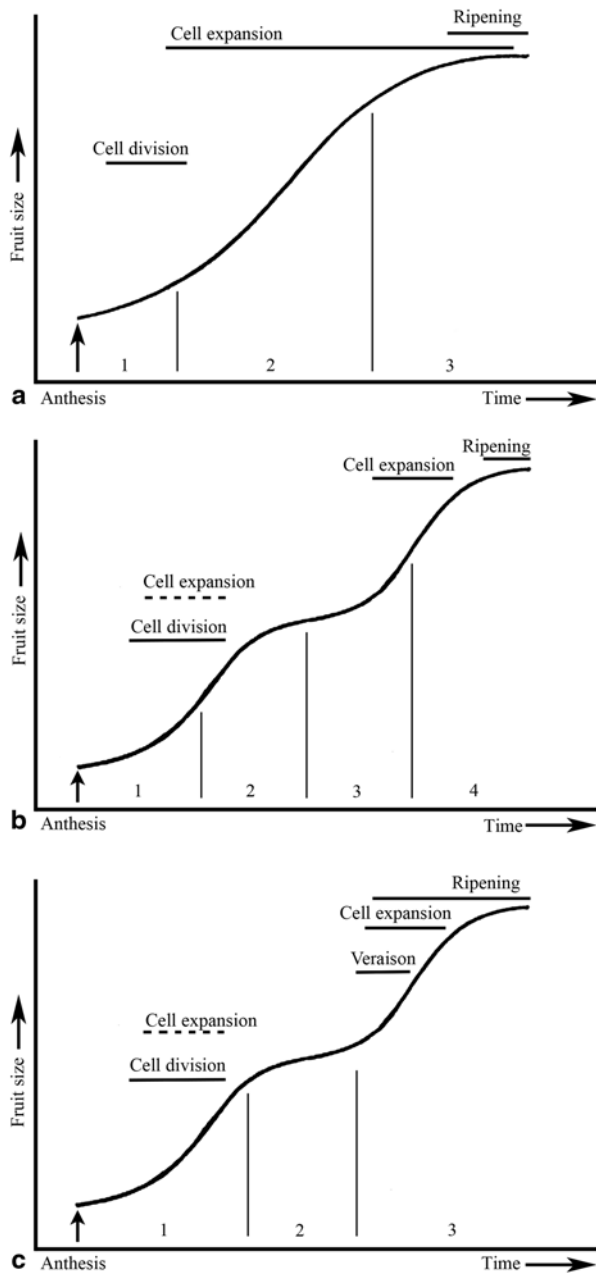 Ripening
Cell expansion
Cell division
Fruit size
1 2 3
a Anthesis Time
Ripening
Cell expansion
Cell expansion
Cell division
Fruit size
1 2 3 4
b Anthesis Time
Ripening
Cell expansion
Veraison
Cell expansion
Cell division
Fruit size
1 2 3
c Anthesis Time